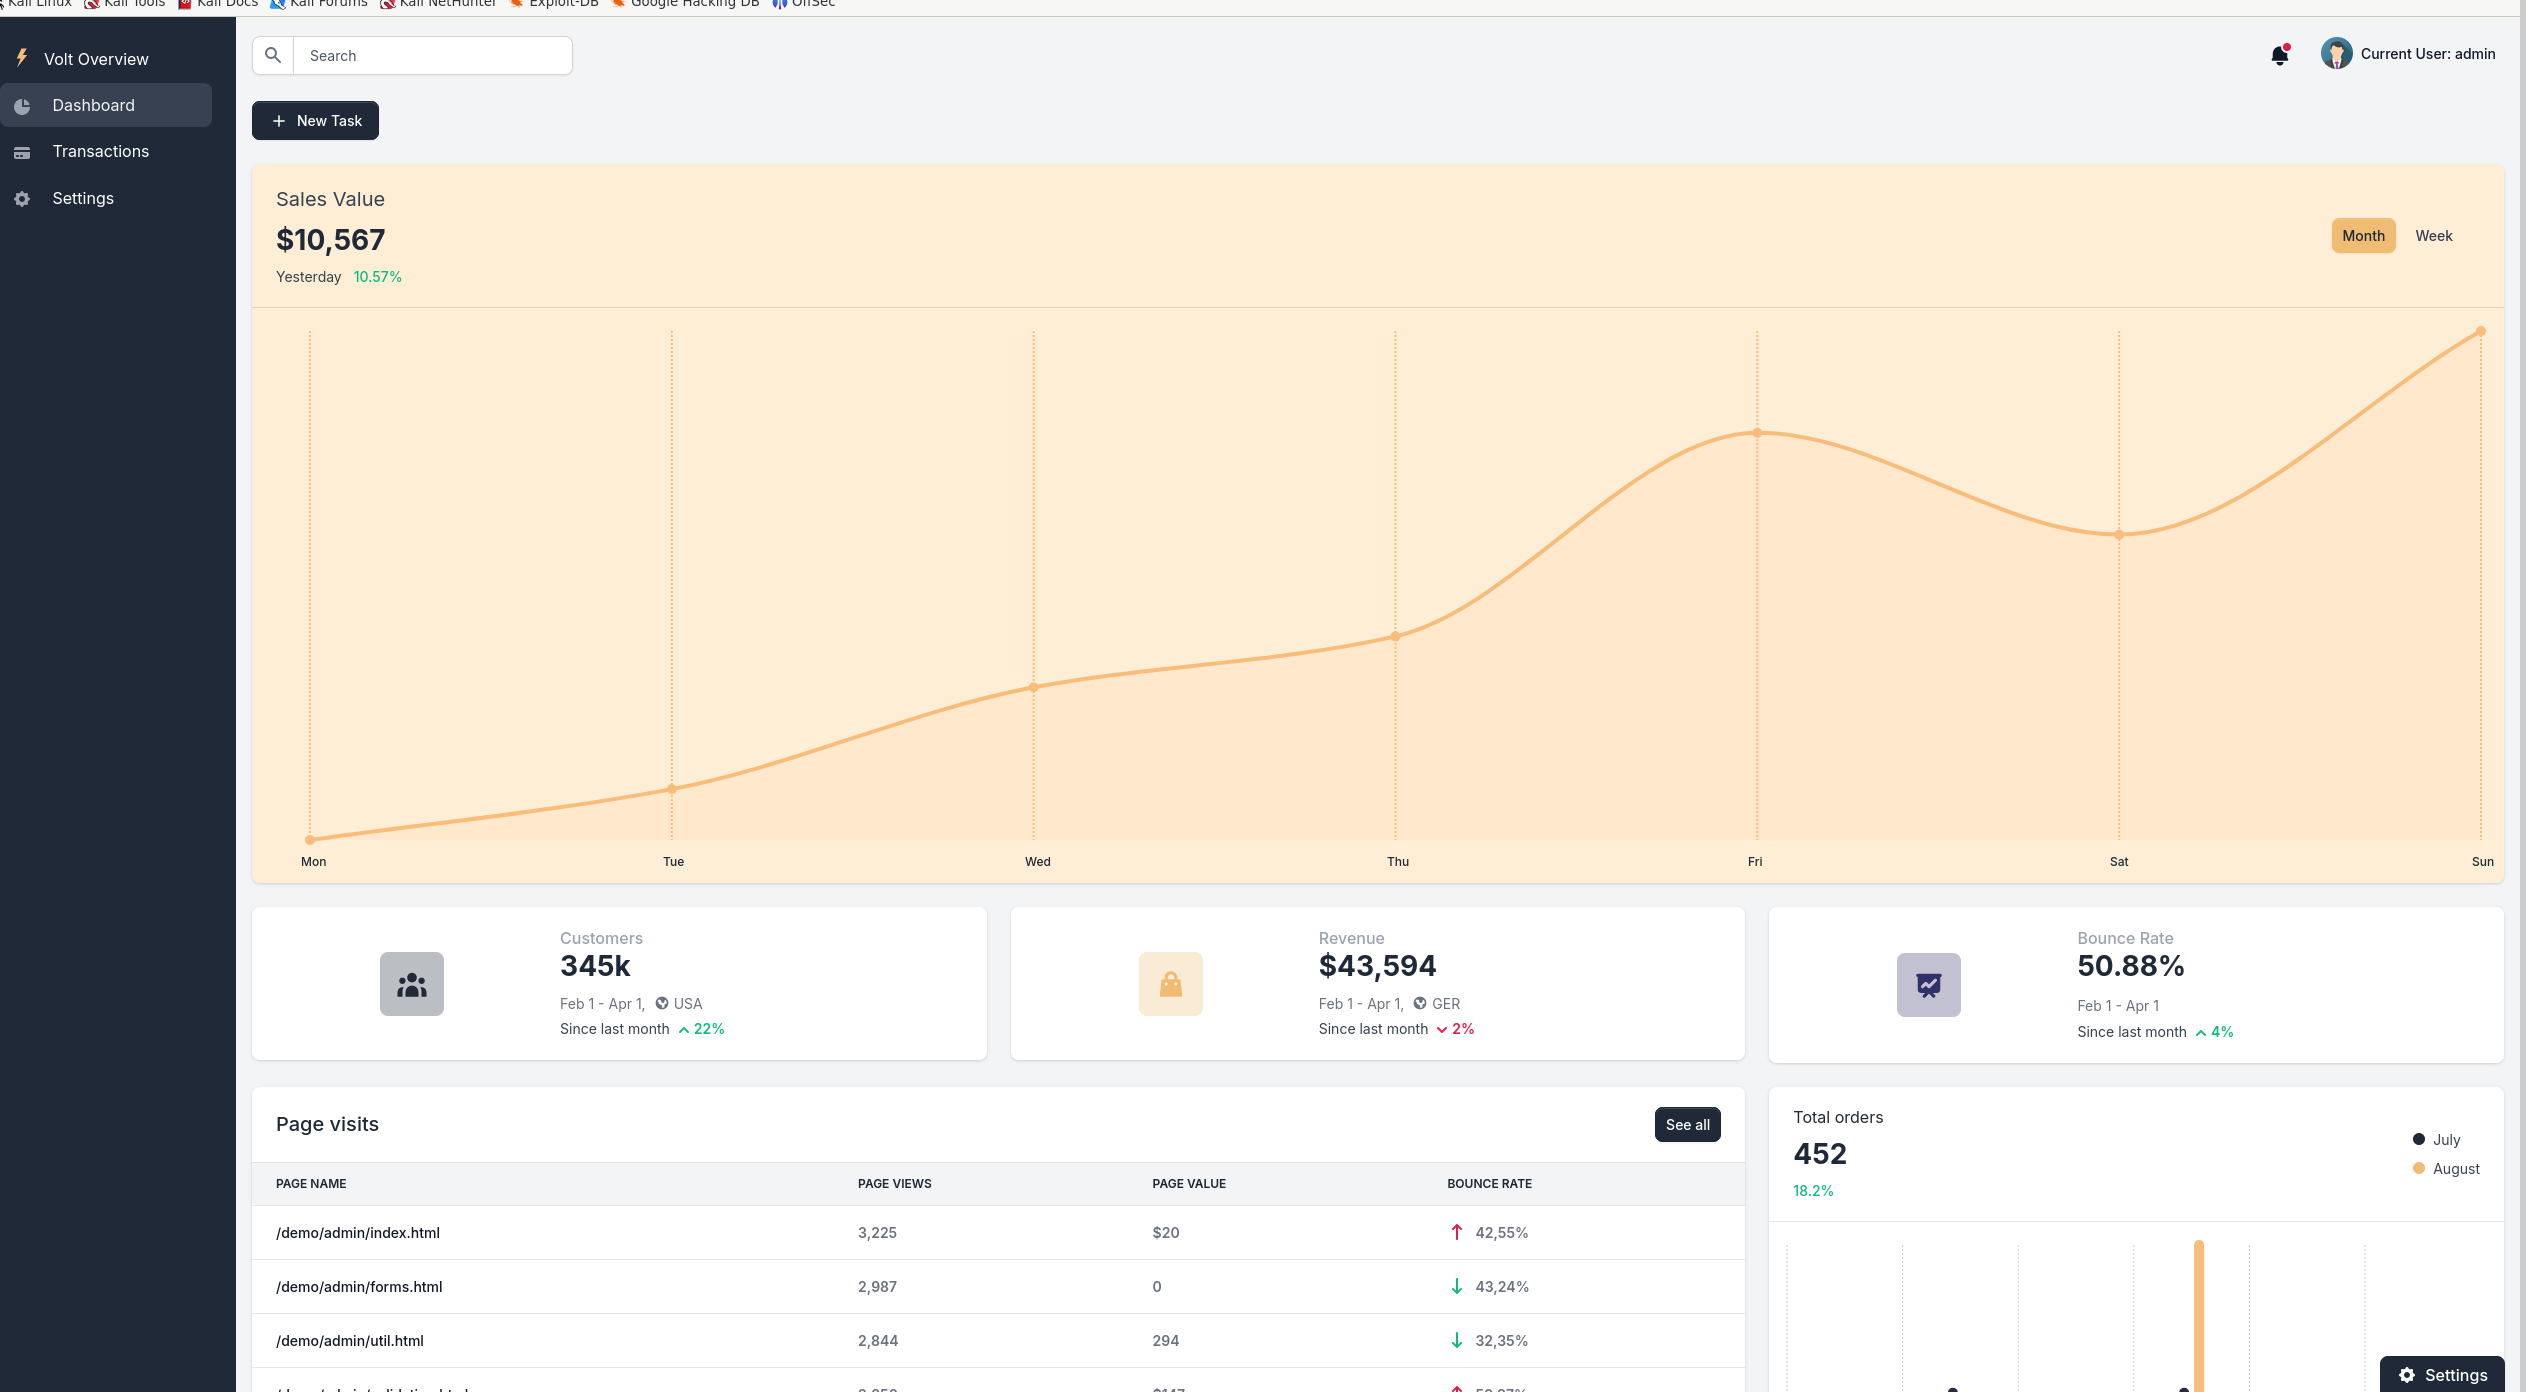 Kali Linux Kali Tools Kali Docs Kali Forums Kali NetHunter Exploit-DB Google Hacking DB OffSec
Volt Overview
Dashboard
Transactions
Settings
Search
Current User: admin
New Task
Sales Value
$10,567
Yesterday 10.57%
Month Week
Mon Tue Wed Thu Fri Sat Sun
Customers
345k
Feb 1 - Apr 1, USA
Since last month 22%
Revenue
$43,594
Feb 1 - Apr 1, GER
Since last month 2%
Bounce Rate
50.88%
Feb 1 - Apr 1
Since last month 4%
Page visits
See all
PAGE NAME PAGE VIEWS PAGE VALUE BOUNCE RATE
/demo/admin/index.html 3,225 $20 42,55%
/demo/admin/forms.html 2,987 0 43,24%
/demo/admin/util.html 2,844 294 32,35%
Total orders
452
18.2%
July
August
Settings